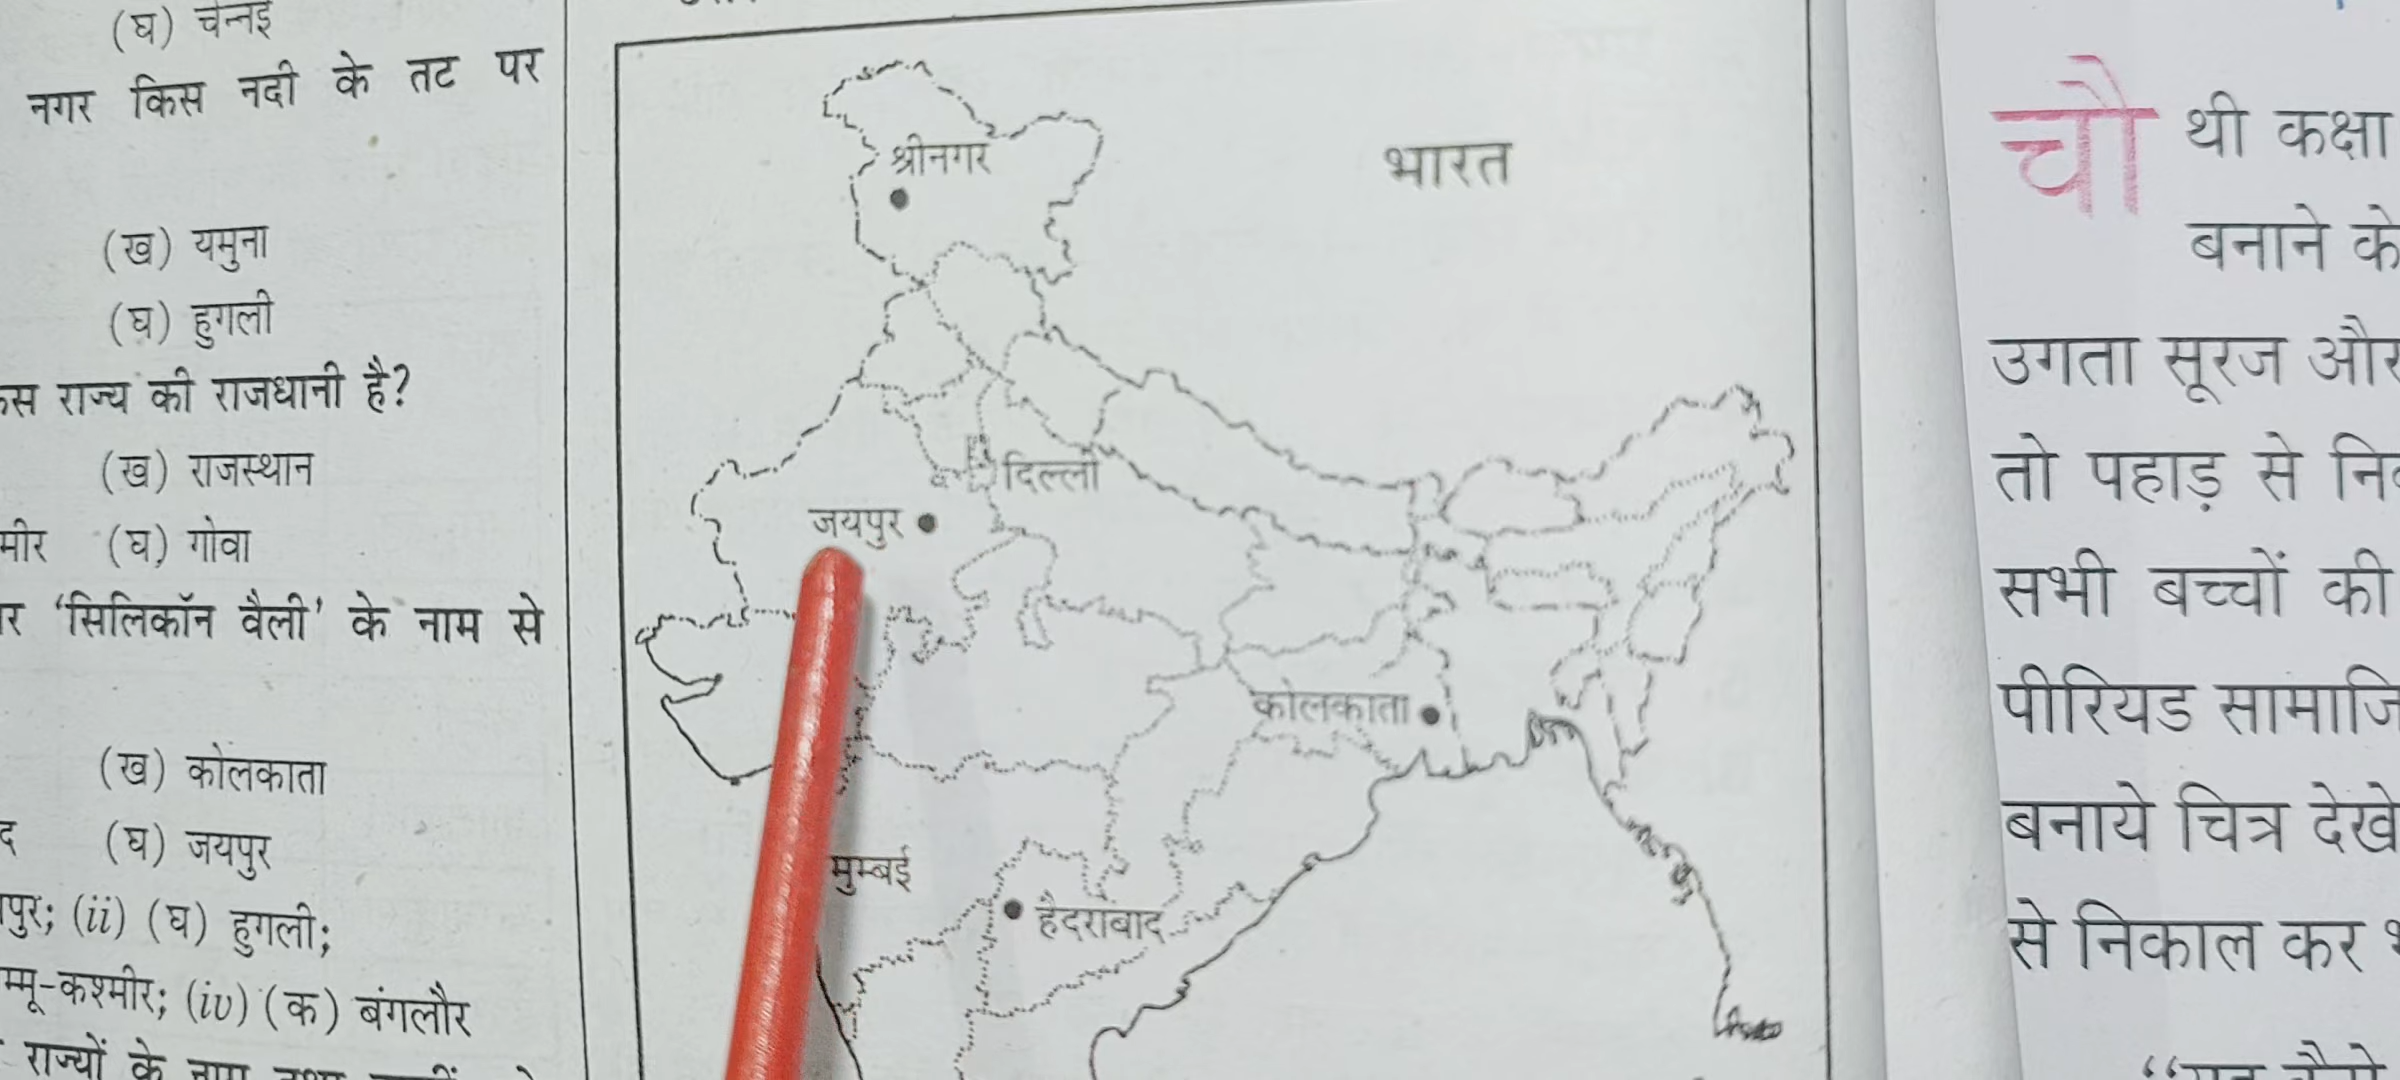 (घ) चेन्नई
नगर किस नदी के तट पर
(ख) यमुना
(घ) हुगली
राज्य की राजधानी है?
(ख) राजस्थान
(घ) गोवा
‘सिलिकॉन वैली’ के नाम से
(ख) कोलकाता
(घ) जयपुर
(ii) (घ) हुगली;
(iv) (क) बंगलौर
राज्यों के नाम
भारत
श्रीनगर
दिल्ली
जयपुर
कोलकाता
मुम्बई
हैदराबाद
चौथी कक्षा
बनाने के
उगता सूरज और
तो पहाड़ से
सभी बच्चों की
पीरियड
बनाये चित्र देखे
से निकाल कर